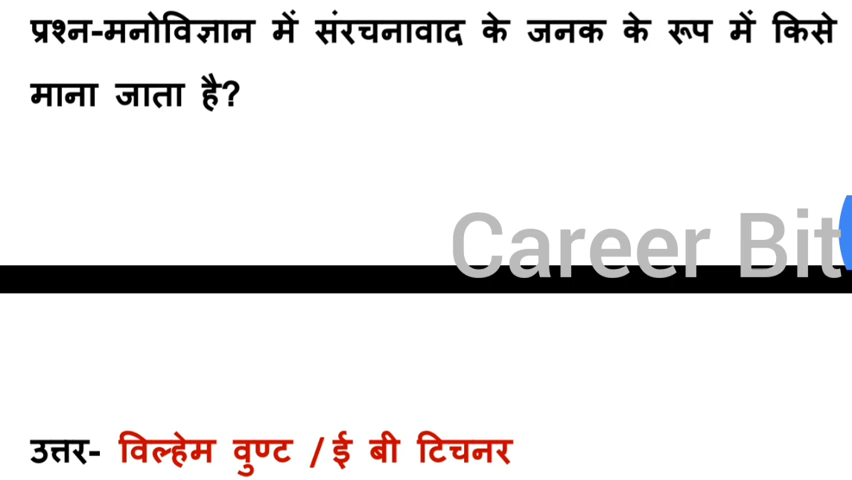 प्रश्न-मनोविज्ञान में संरचनावाद के जनक के रूप में किसे
माना जाता है?
Career Bit
उत्तर- विल्हेम वुण्ट / ई बी टिचनर